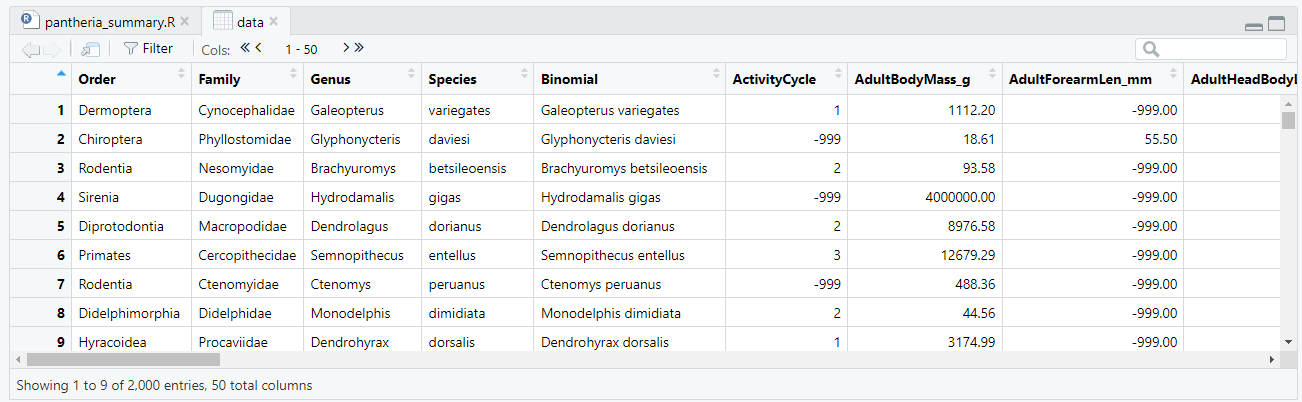 pantheria_summary.R data
Filter Cols: 1 - 50
Order Family Genus Species Binomial ActivityCycle AdultBodyMass_g AdultForearmLen_mm AdultHeadBodyL
1 Dermoptera Cynocephalidae Galeopterus variegates Galeopterus variegates 1 1112.20 -999.00
2 Chiroptera Phyllostomidae Glyphonycteris daviesi Glyphonycteris daviesi -999 18.61 55.50
3 Rodentia Nesomyidae Brachyuromys betsileoensis Brachyuromys betsileoensis 2 93.58 -999.00
4 Sirenia Dugongidae Hydrodamalis gigas Hydrodamalis gigas -999 4000000.00 -999.00
5 Diprotodontia Macropodidae Dendrolagus dorianus Dendrolagus dorianus 2 8976.58 -999.00
6 Primates Cercopithecidae Semnopithecus entellus Semnopithecus entellus 3 12679.29 -999.00
7 Rodentia Ctenomyidae Ctenomys peruanus Ctenomys peruanus -999 488.36 -999.00
8 Didelphimorphia Didelphidae Monodelphis dimidiata Monodelphis dimidiata 2 44.56 -999.00
9 Hyracoidea Procaviidae Dendrohyrax dorsalis Dendrohyrax dorsalis 1 3174.99 -999.00
Showing 1 to 9 of 2,000 entries, 50 total columns